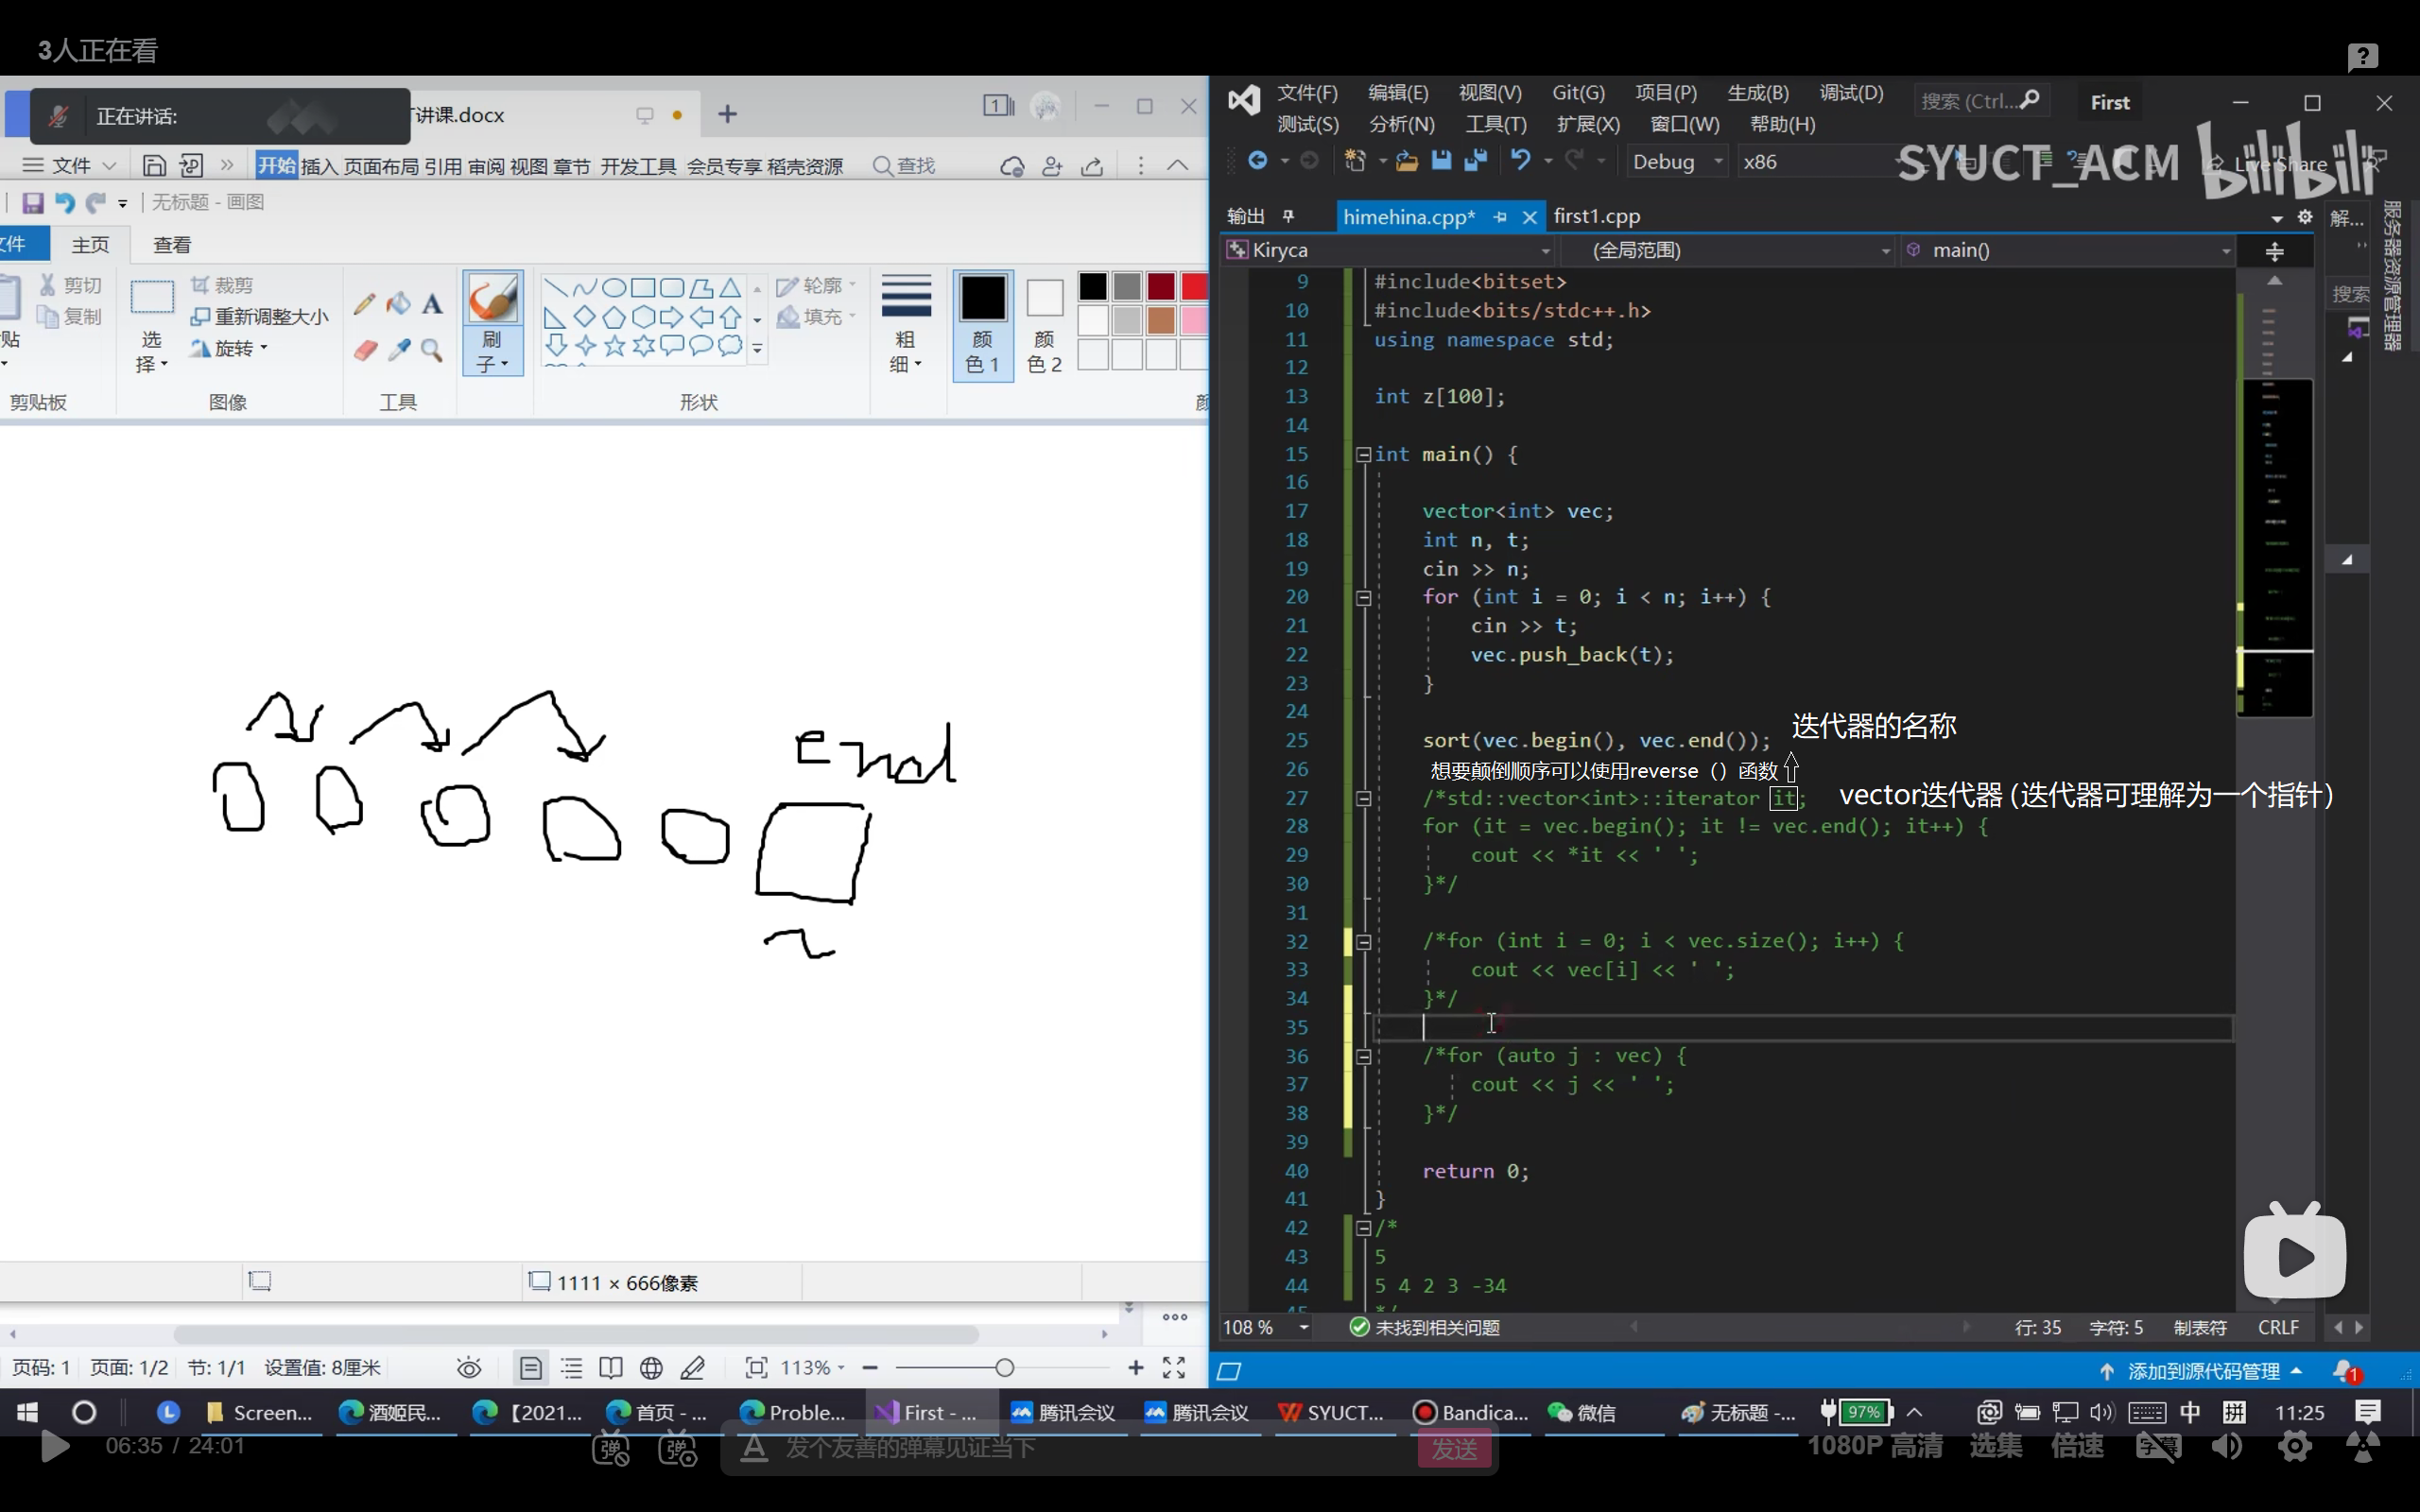 3人正在看
正在讲话:
讲课.docx
文件 开始 插入 页面布局 引用 审阅 视图 章节 开发工具 会员专享 稻壳资源 查找
无标题 - 画图
文件 主页 查看
剪切
复制
剪贴板
选择
裁剪
重新调整大小
旋转
图像
工具
刷子
形状
轮廓
填充
粗细
颜色1
颜色2
end
n
1111 × 666像素
页码: 1 页面: 1/2 节: 1/1 设置值: 8厘米 113%
文件(F) 编辑(E) 视图(V) Git(G) 项目(P) 生成(B) 调试(D) 搜索 (Ctrl... First
测试(S) 分析(N) 工具(T) 扩展(X) 窗口(W) 帮助(H)
Debug x86 Live Share
SYUCT_ACM bilibili
输出 himehina.cpp* first1.cpp
解...
服务器资源管理器
搜索
Kiryca (全局范围) main()
9 #include<bitset>
10 #include<bits/stdc++.h>
11 using namespace std;
12
13 int z[100];
14
15 int main() {
16
17 vector<int> vec;
18 int n, t;
19 cin >> n;
20 for (int i = 0; i < n; i++) {
21 cin >> t;
22 vec.push_back(t);
23 }
24
迭代器的名称
25 sort(vec.begin(), vec.end());
26 想要颠倒顺序可以使用reverse（）函数
27 /*std::vector<int>::iterator it; vector迭代器(迭代器可理解为一个指针)
28 for (it = vec.begin(); it != vec.end(); it++) {
29 cout << *it << ' ';
30 }*/
31
32 /*for (int i = 0; i < vec.size(); i++) {
33 cout << vec[i] << ' ';
34 }*/
35
36 /*for (auto j : vec) {
37 cout << j << ' ';
38 }*/
39
40 return 0;
41 }
42 /*
43 5
44 5 4 2 3 -34
45 */
108 % 未找到相关问题 行: 35 字符: 5 制表符 CRLF
添加到源代码管理 1
Screen... 酒姬民... 【2021... 首页 - ... Proble... First - ... 腾讯会议 腾讯会议 SYUCT... Bandica... 微信 无标题 -... 97% 中 拼 11:25
06:35 / 24:01 弹 弹 发个友善的弹幕见证当下 发送 1080P 高清 选集 倍速 字幕